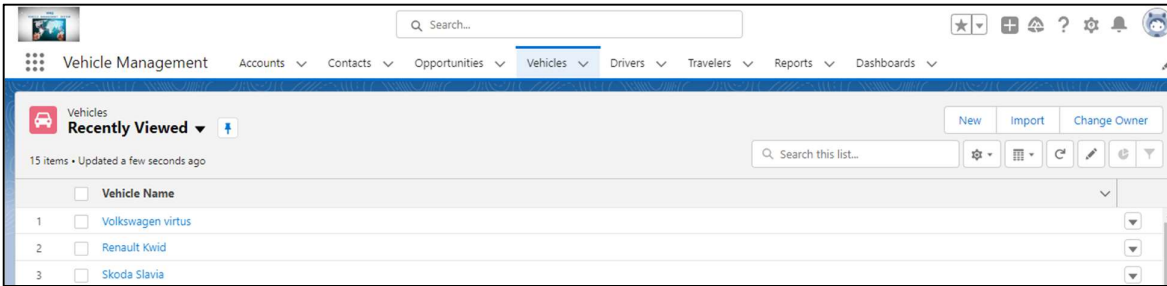 Search...
Vehicle Management Accounts Contacts Opportunities Vehicles Drivers Travelers Reports Dashboards
Vehicles
Recently Viewed
New Import Change Owner
15 items • Updated a few seconds ago
Search this list...
Vehicle Name
1 Volkswagen virtus
2 Renault Kwid
3 Skoda Slavia